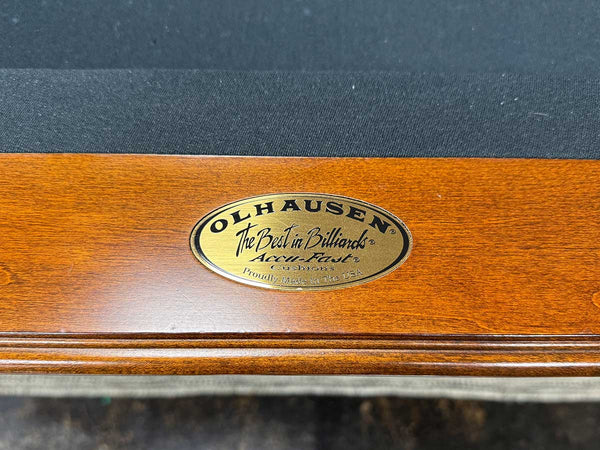 OLHAUSEN®
The Best in Billiards®
Accu-Fast®
Cushions
Proudly Made in The USA